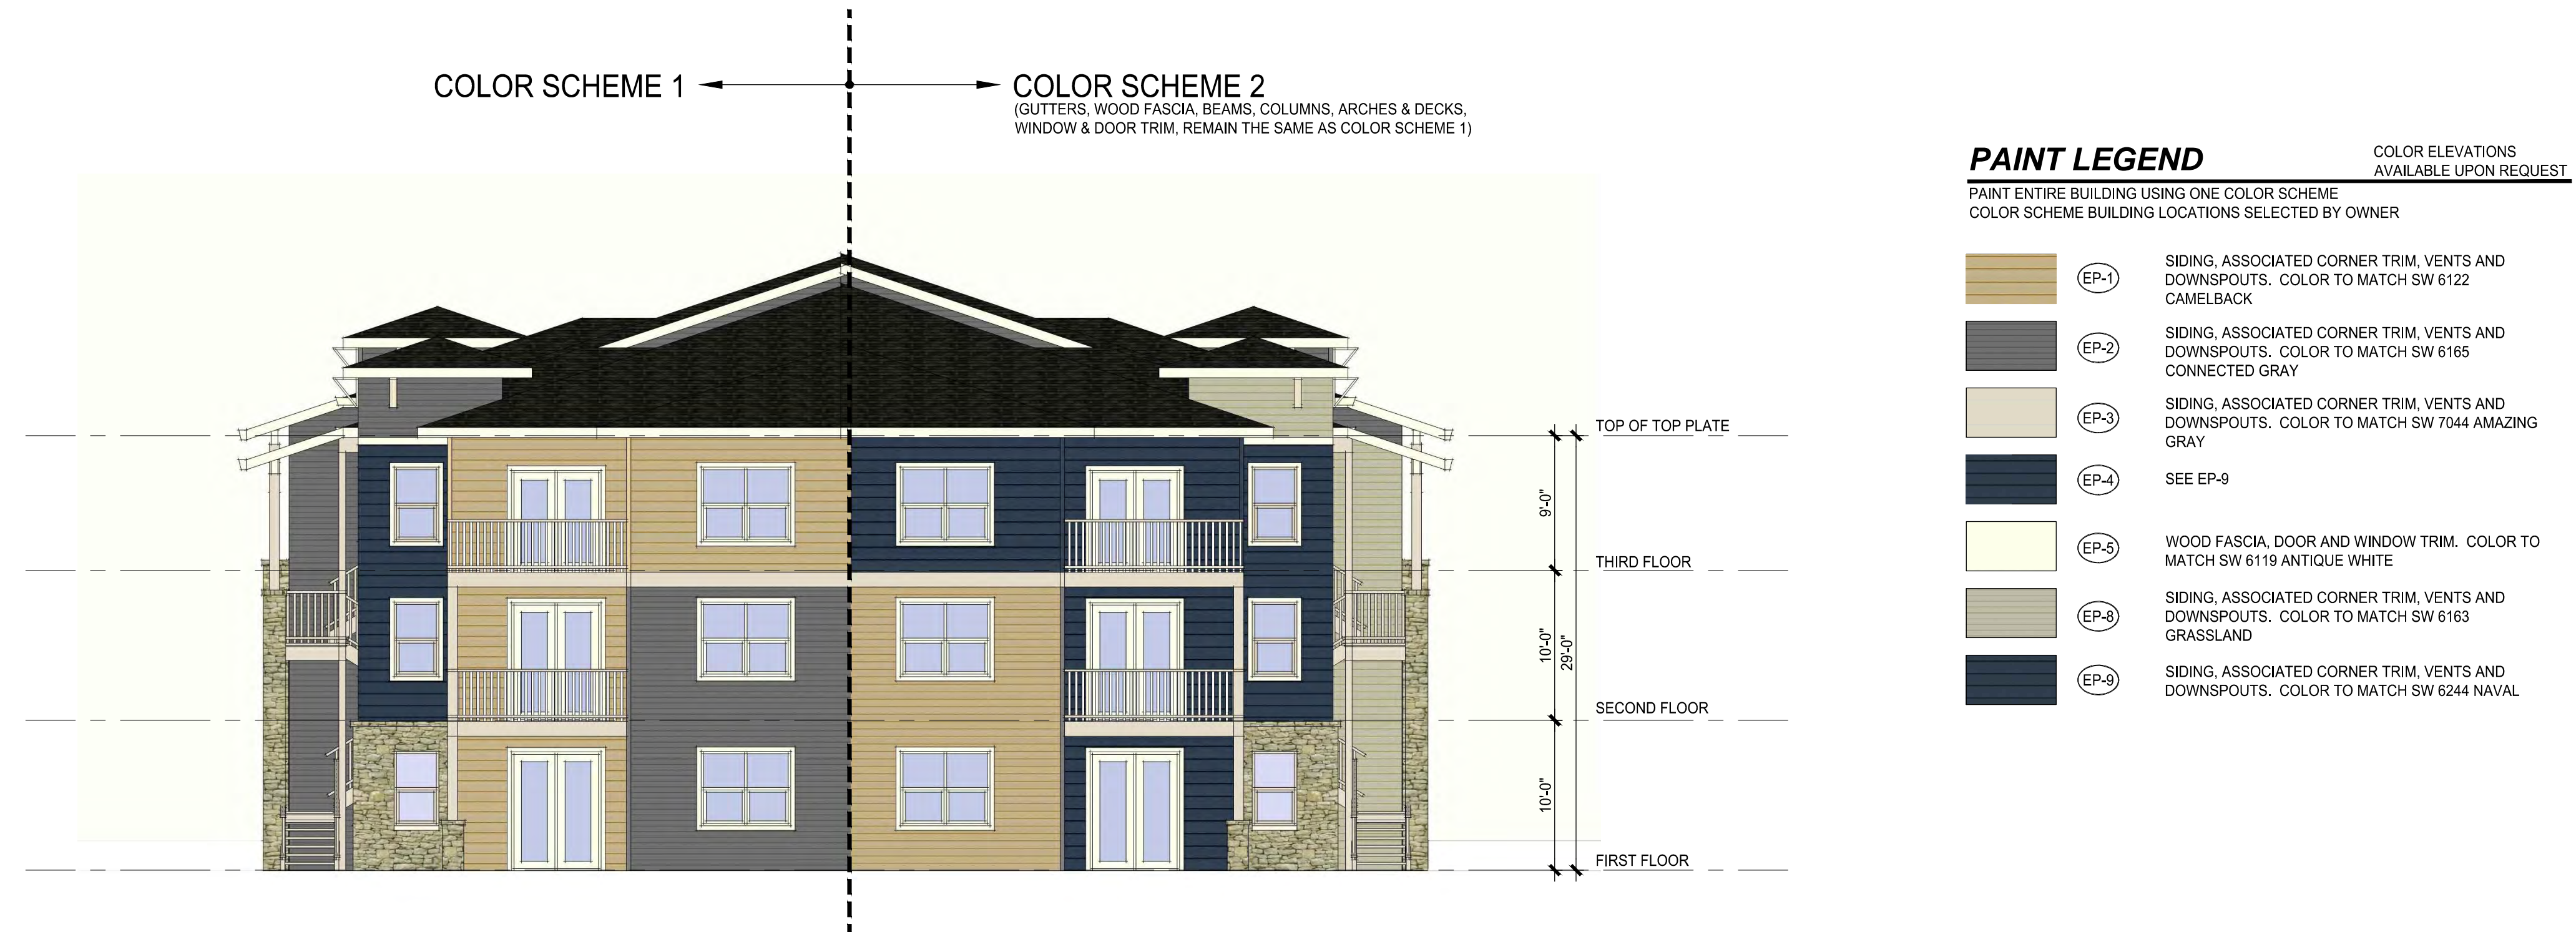 COLOR SCHEME 1
COLOR SCHEME 2
(GUTTERS, WOOD FASCIA, BEAMS, COLUMNS, ARCHES & DECKS,
WINDOW & DOOR TRIM, REMAIN THE SAME AS COLOR SCHEME 1)
TOP OF TOP PLATE
9'-0"
THIRD FLOOR
10'-0"
29'-0"
SECOND FLOOR
10'-0"
FIRST FLOOR
PAINT LEGEND
COLOR ELEVATIONS
AVAILABLE UPON REQUEST
PAINT ENTIRE BUILDING USING ONE COLOR SCHEME
COLOR SCHEME BUILDING LOCATIONS SELECTED BY OWNER
EP-1
SIDING, ASSOCIATED CORNER TRIM, VENTS AND
DOWNSPOUTS. COLOR TO MATCH SW 6122
CAMELBACK
EP-2
SIDING, ASSOCIATED CORNER TRIM, VENTS AND
DOWNSPOUTS. COLOR TO MATCH SW 6165
CONNECTED GRAY
EP-3
SIDING, ASSOCIATED CORNER TRIM, VENTS AND
DOWNSPOUTS. COLOR TO MATCH SW 7044 AMAZING
GRAY
EP-4
SEE EP-9
EP-5
WOOD FASCIA, DOOR AND WINDOW TRIM. COLOR TO
MATCH SW 6119 ANTIQUE WHITE
EP-8
SIDING, ASSOCIATED CORNER TRIM, VENTS AND
DOWNSPOUTS. COLOR TO MATCH SW 6163
GRASSLAND
EP-9
SIDING, ASSOCIATED CORNER TRIM, VENTS AND
DOWNSPOUTS. COLOR TO MATCH SW 6244 NAVAL